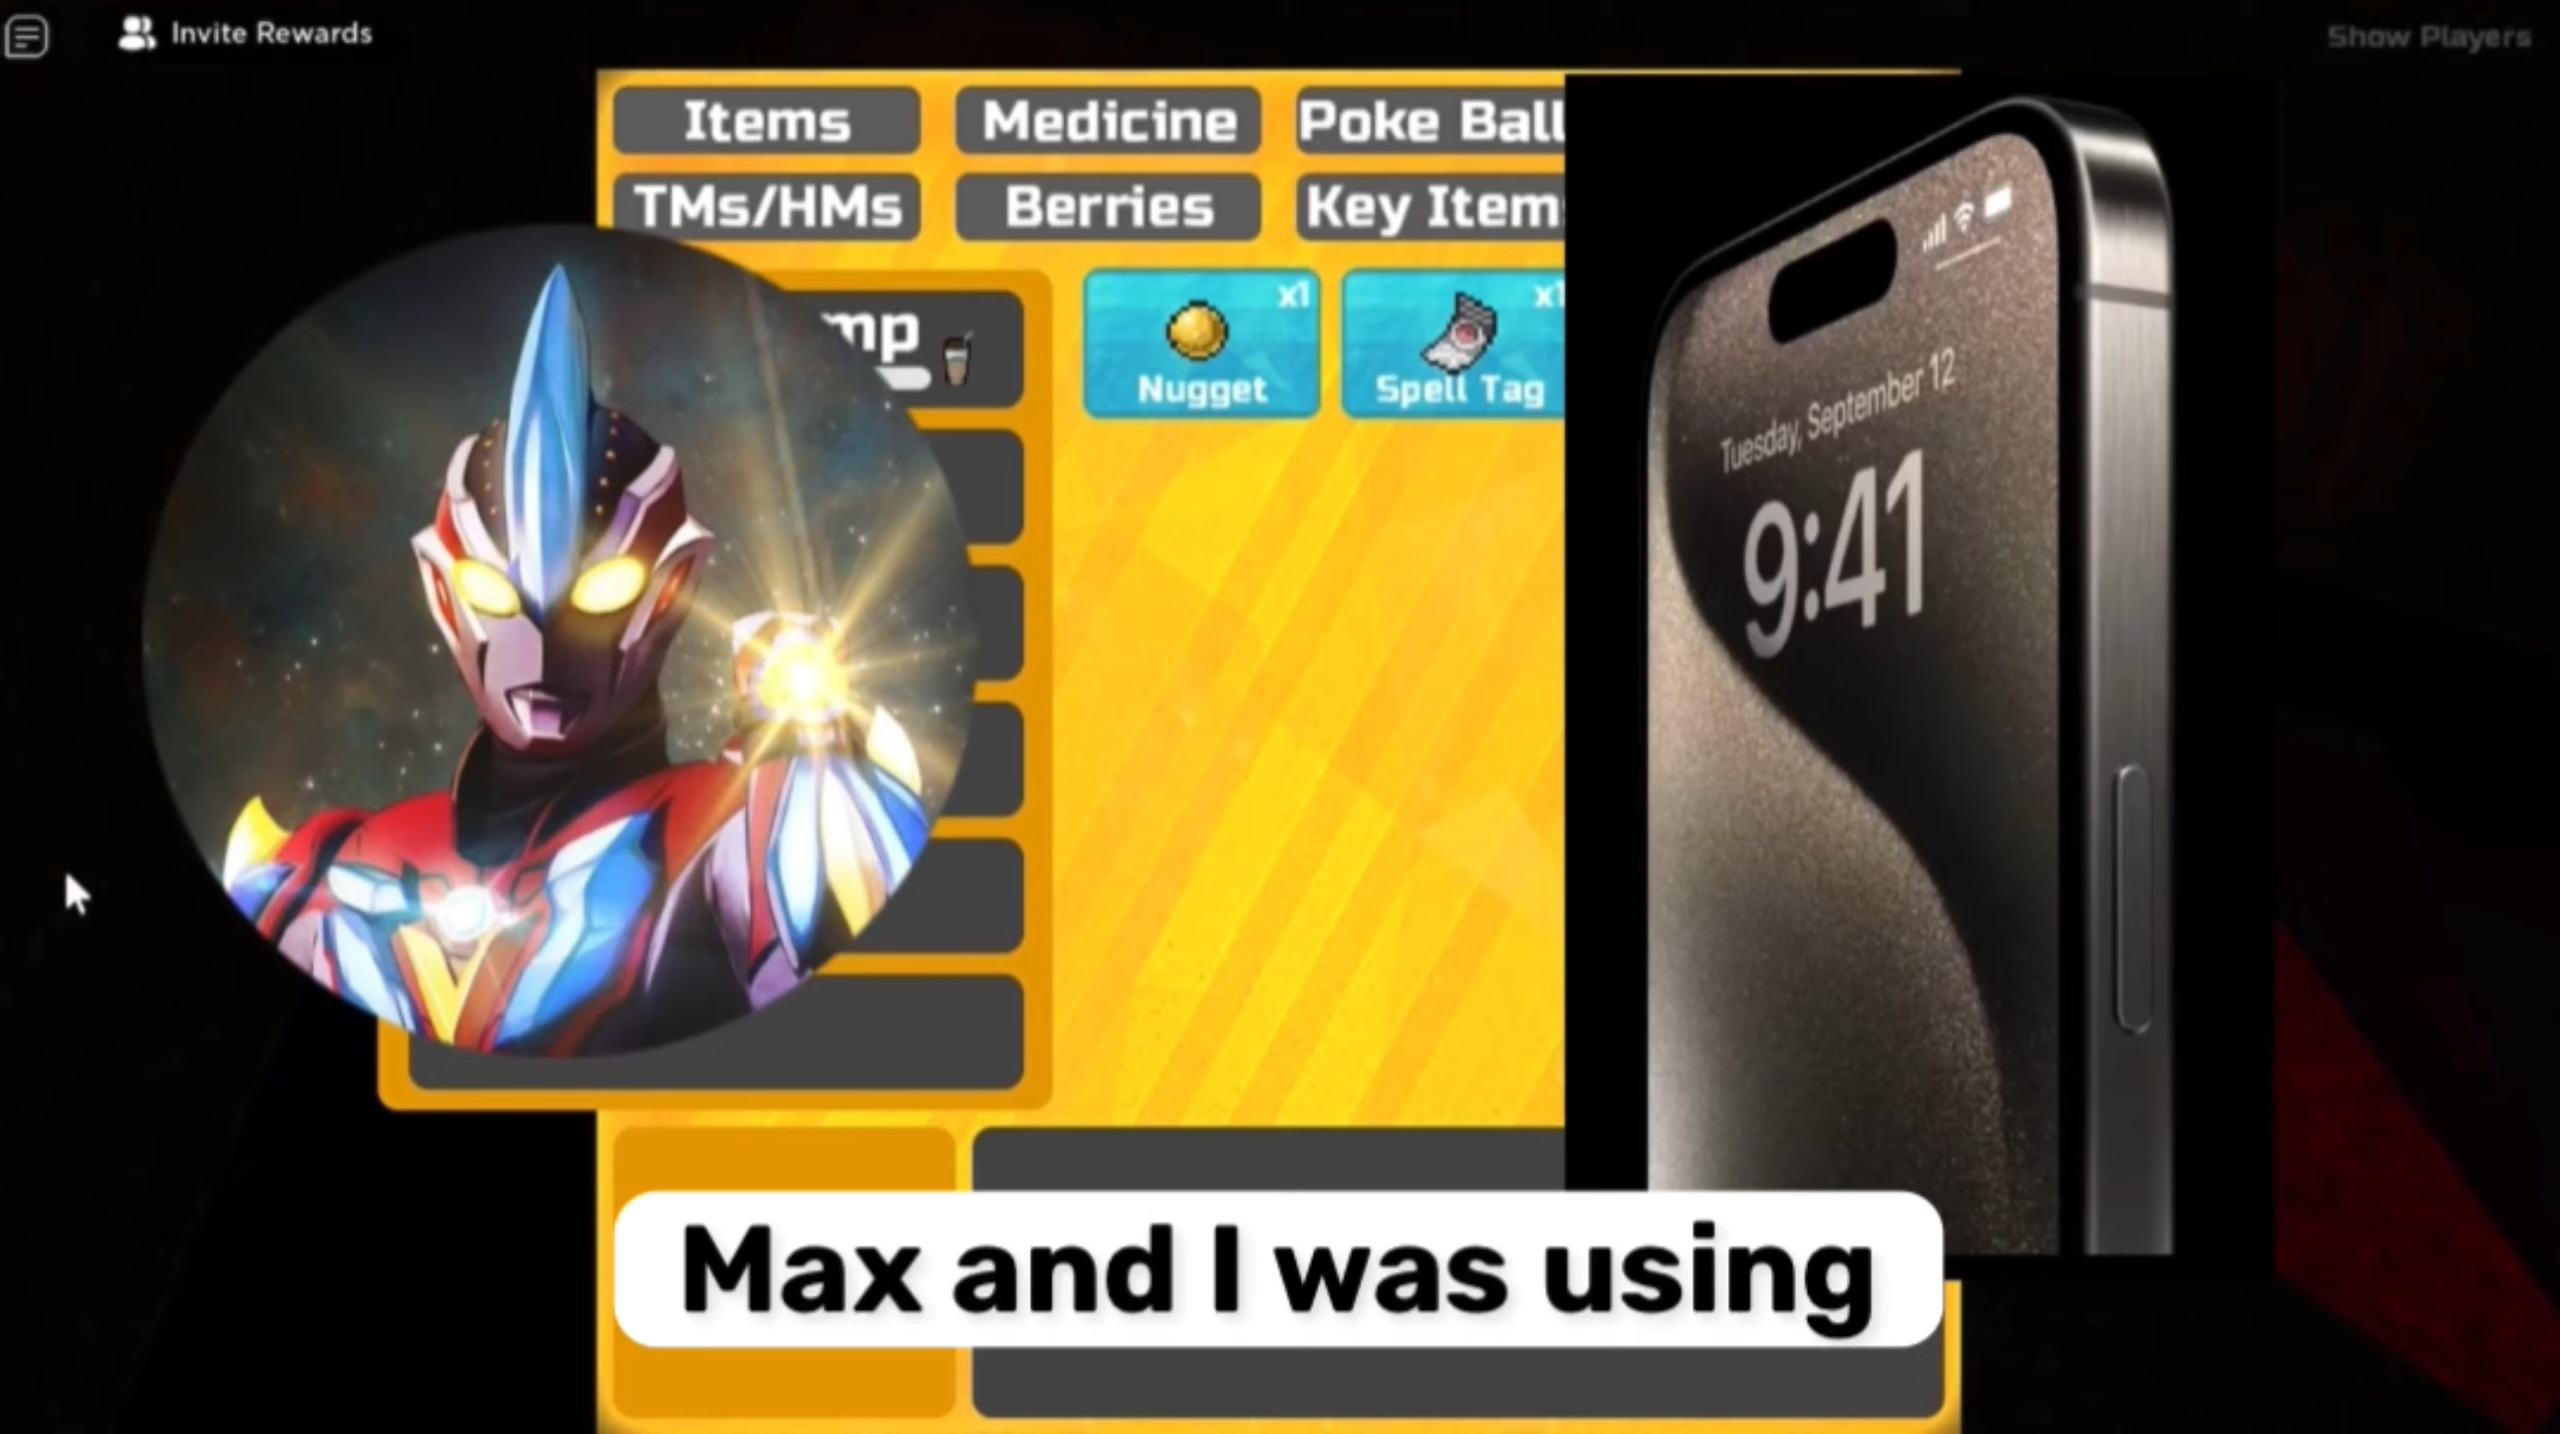 Invite Rewards
Show Players
Items
Medicine
Poke Ball
TMs/HMs
Berries
Key Item
mp
x1
Nugget
x1
Spell Tag
Tuesday, September 12
9:41
Max and I was using